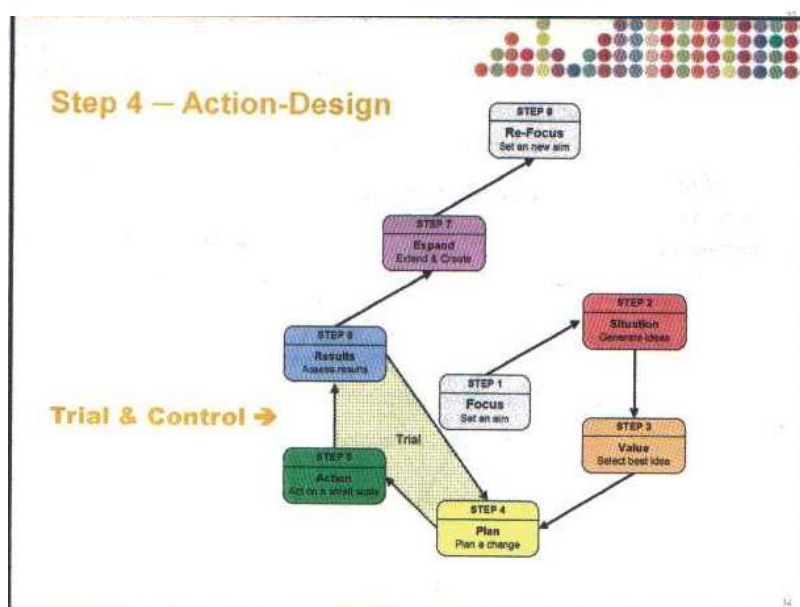 Step 4 – Action-Design
STEP 8
Re-Focus
Set an new aim
STEP 7
Expand
Extend & Create
STEP 6
Results
Assess results
STEP 1
Focus
Set an aim
STEP 2
Situation
Generate ideas
STEP 3
Value
Select best idea
Trial & Control →
Trial
STEP 5
Action
Act on a small scale
STEP 4
Plan
Plan a change